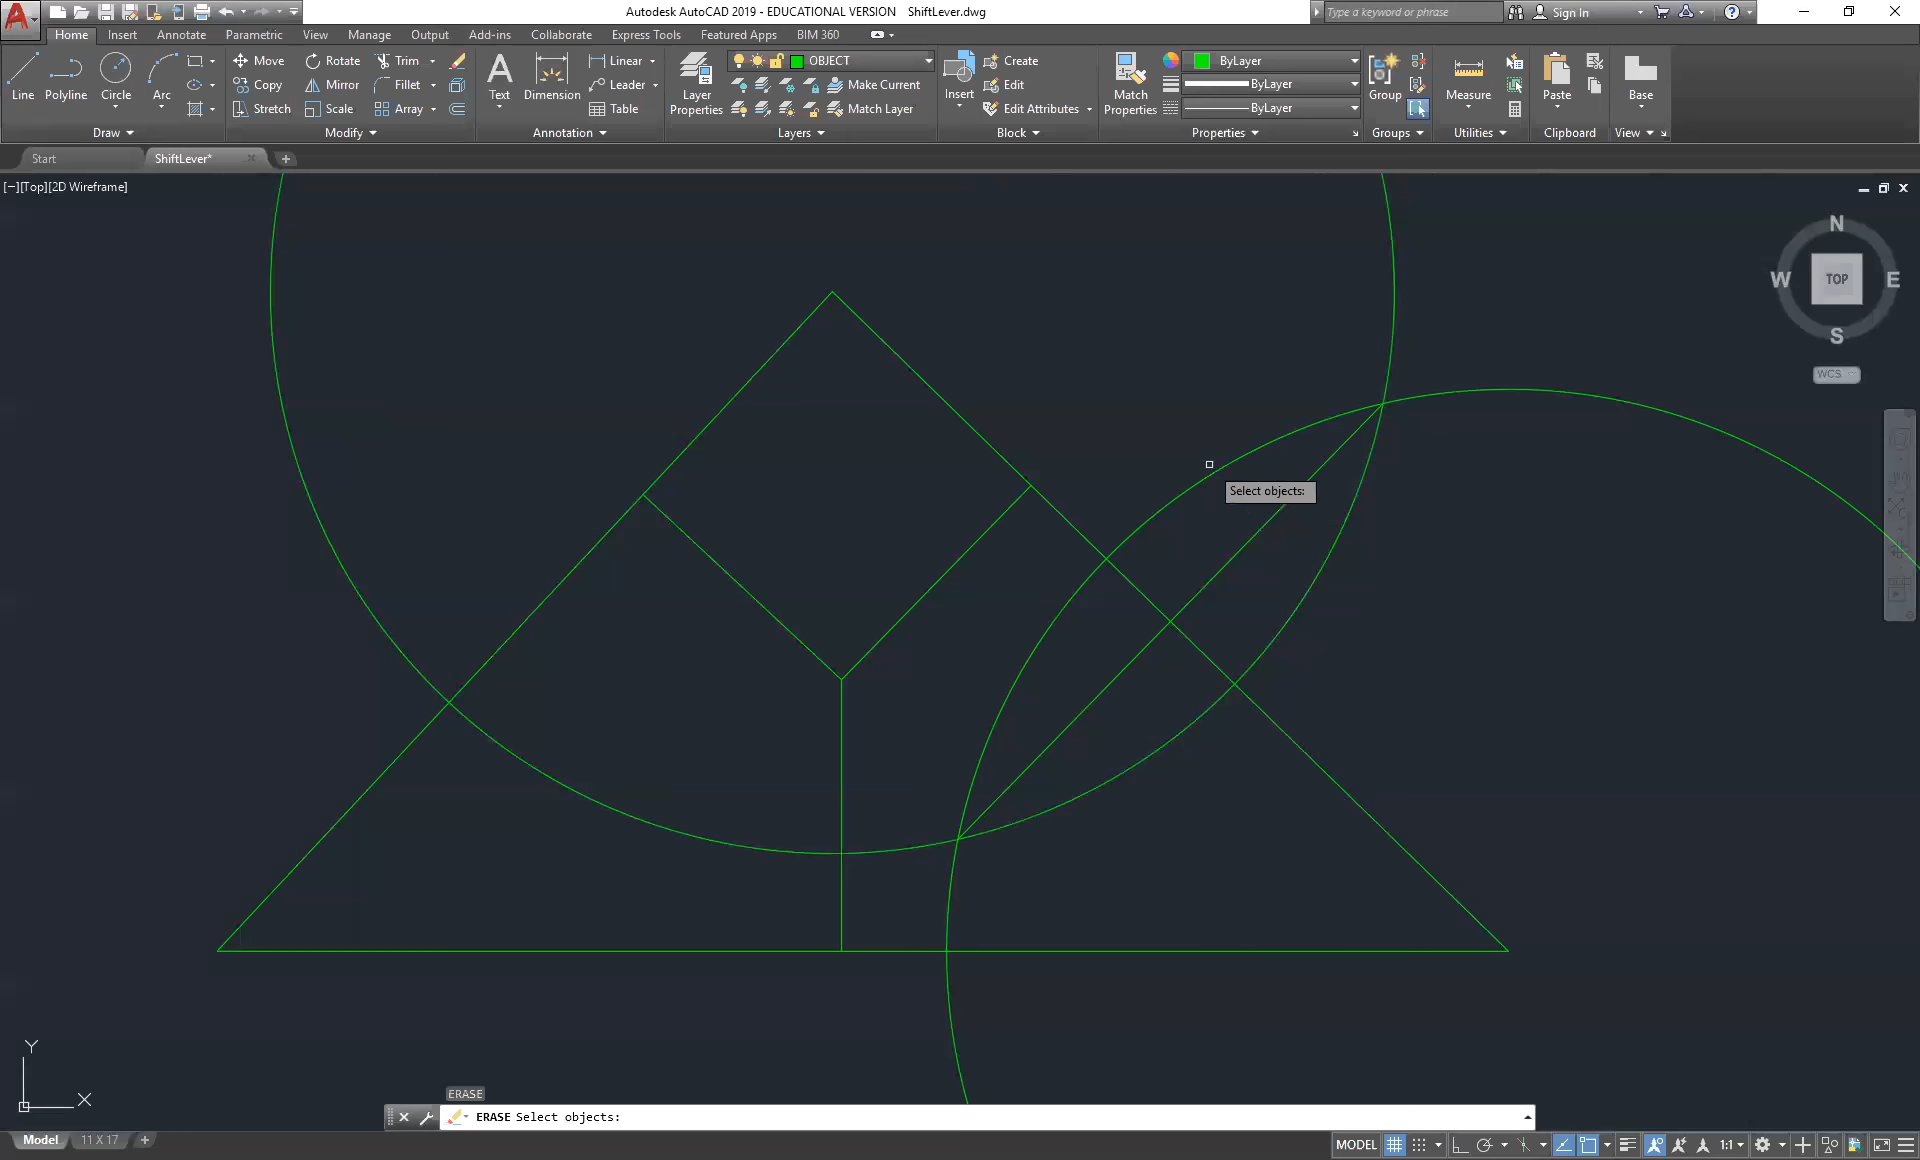 Autodesk AutoCAD 2019 - EDUCATIONAL VERSION ShiftLever.dwg
Type a keyword or phrase
Sign In
Home Insert Annotate Parametric View Manage Output Add-ins Collaborate Express Tools Featured Apps BIM 360
Line Polyline Circle Arc
Draw
Move Rotate Trim
Copy Mirror Fillet
Stretch Scale Array
Modify
Text Dimension
Linear
Leader
Table
Annotation
Layer
Properties
OBJECT
Make Current
Match Layer
Layers
Insert
Create
Edit
Edit Attributes
Block
Match
Properties
ByLayer
ByLayer
ByLayer
Properties
Group
Groups
Measure
Utilities
Paste
Clipboard
Base
View
Start ShiftLever*
[−][Top][2D Wireframe]
N
W TOP E
S
WCS
Select objects:
Y
X
ERASE
ERASE Select objects:
Model 11 X 17
MODEL 1:1